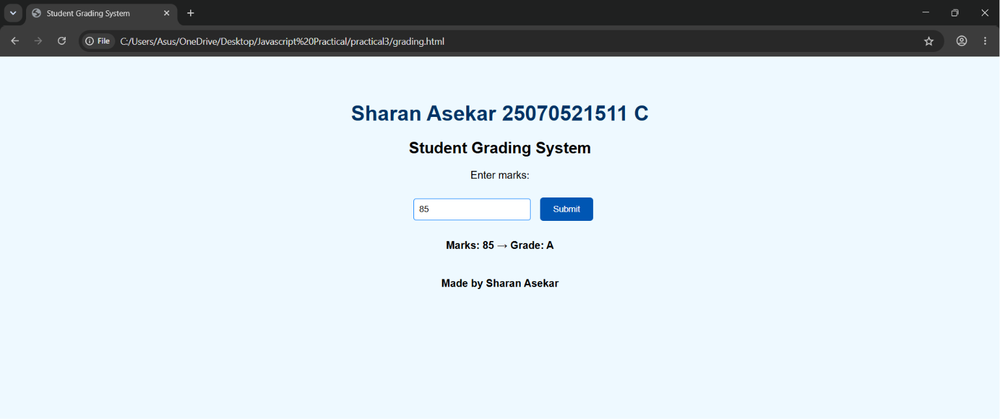 Student Grading System
File C:/Users/Asus/OneDrive/Desktop/Javascript%20Practical/practical3/grading.html
Sharan Asekar 25070521511 C
Student Grading System
Enter marks:
85 Submit
Marks: 85 → Grade: A
Made by Sharan Asekar